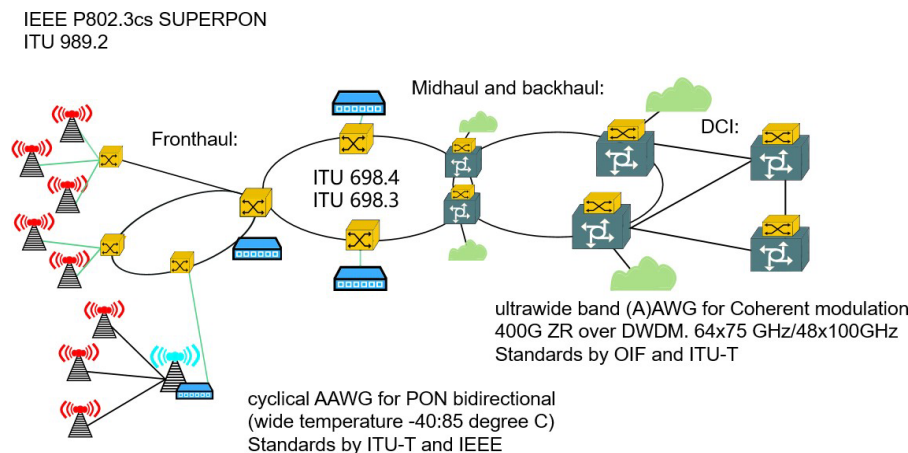 IEEE P802.3cs SUPERPON
ITU 989.2
Midhaul and backhaul:
Fronthaul:
DCI:
ITU 698.4
ITU 698.3
ultrawide band (A)AWG for Coherent modulation
400G ZR over DWDM. 64x75 GHz/48x100GHz
Standards by OIF and ITU-T
cyclical AAWG for PON bidirectional
(wide temperature -40:85 degree C)
Standards by ITU-T and IEEE